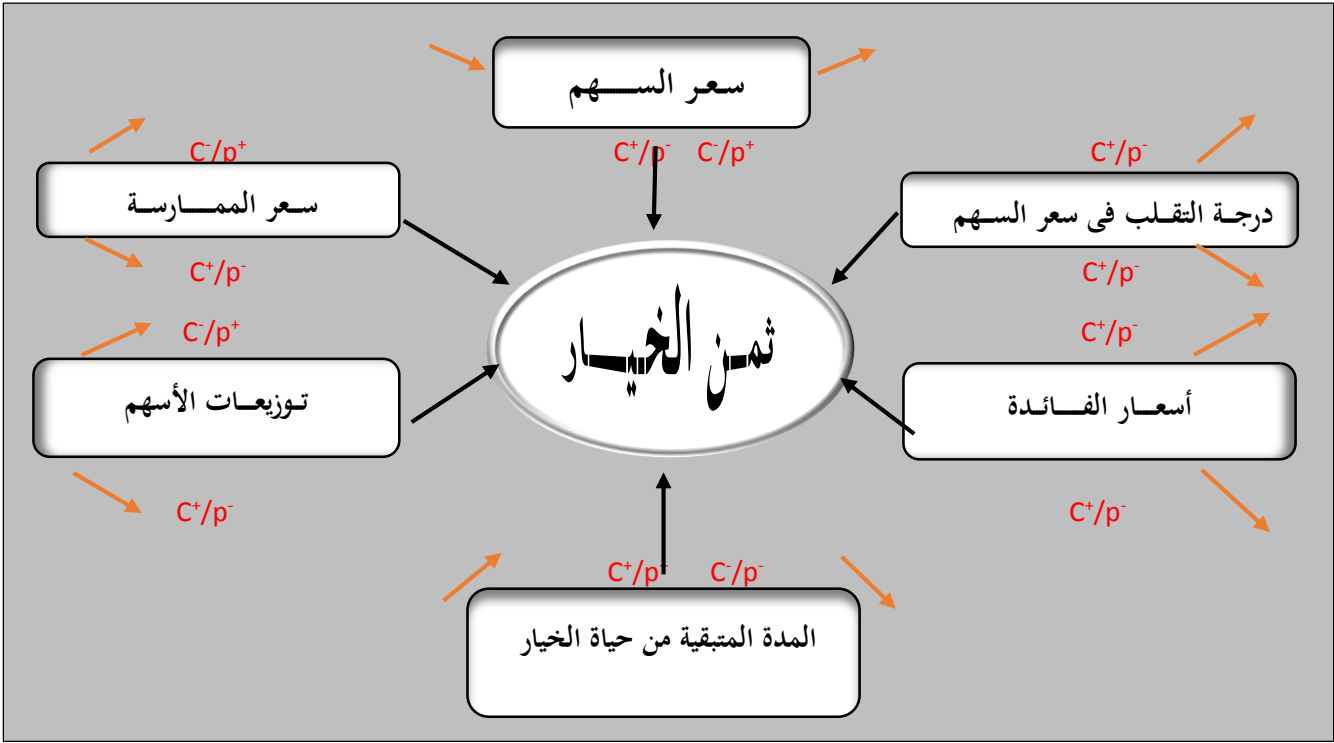 سعر السهم
C⁺/p⁻ C⁻/p⁺
C⁻/p⁺
C⁺/p⁻
سعر الممارسة
درجة التقلب فى سعر السهم
C⁺/p⁻
C⁺/p⁻
C⁻/p⁺
C⁺/p⁻
ثمن الخيار
توزيعات الأسهم
أسعار الفائدة
C⁺/p⁻
C⁺/p⁻
C⁺/p C⁻/p⁻
المدة المتبقية من حياة الخيار